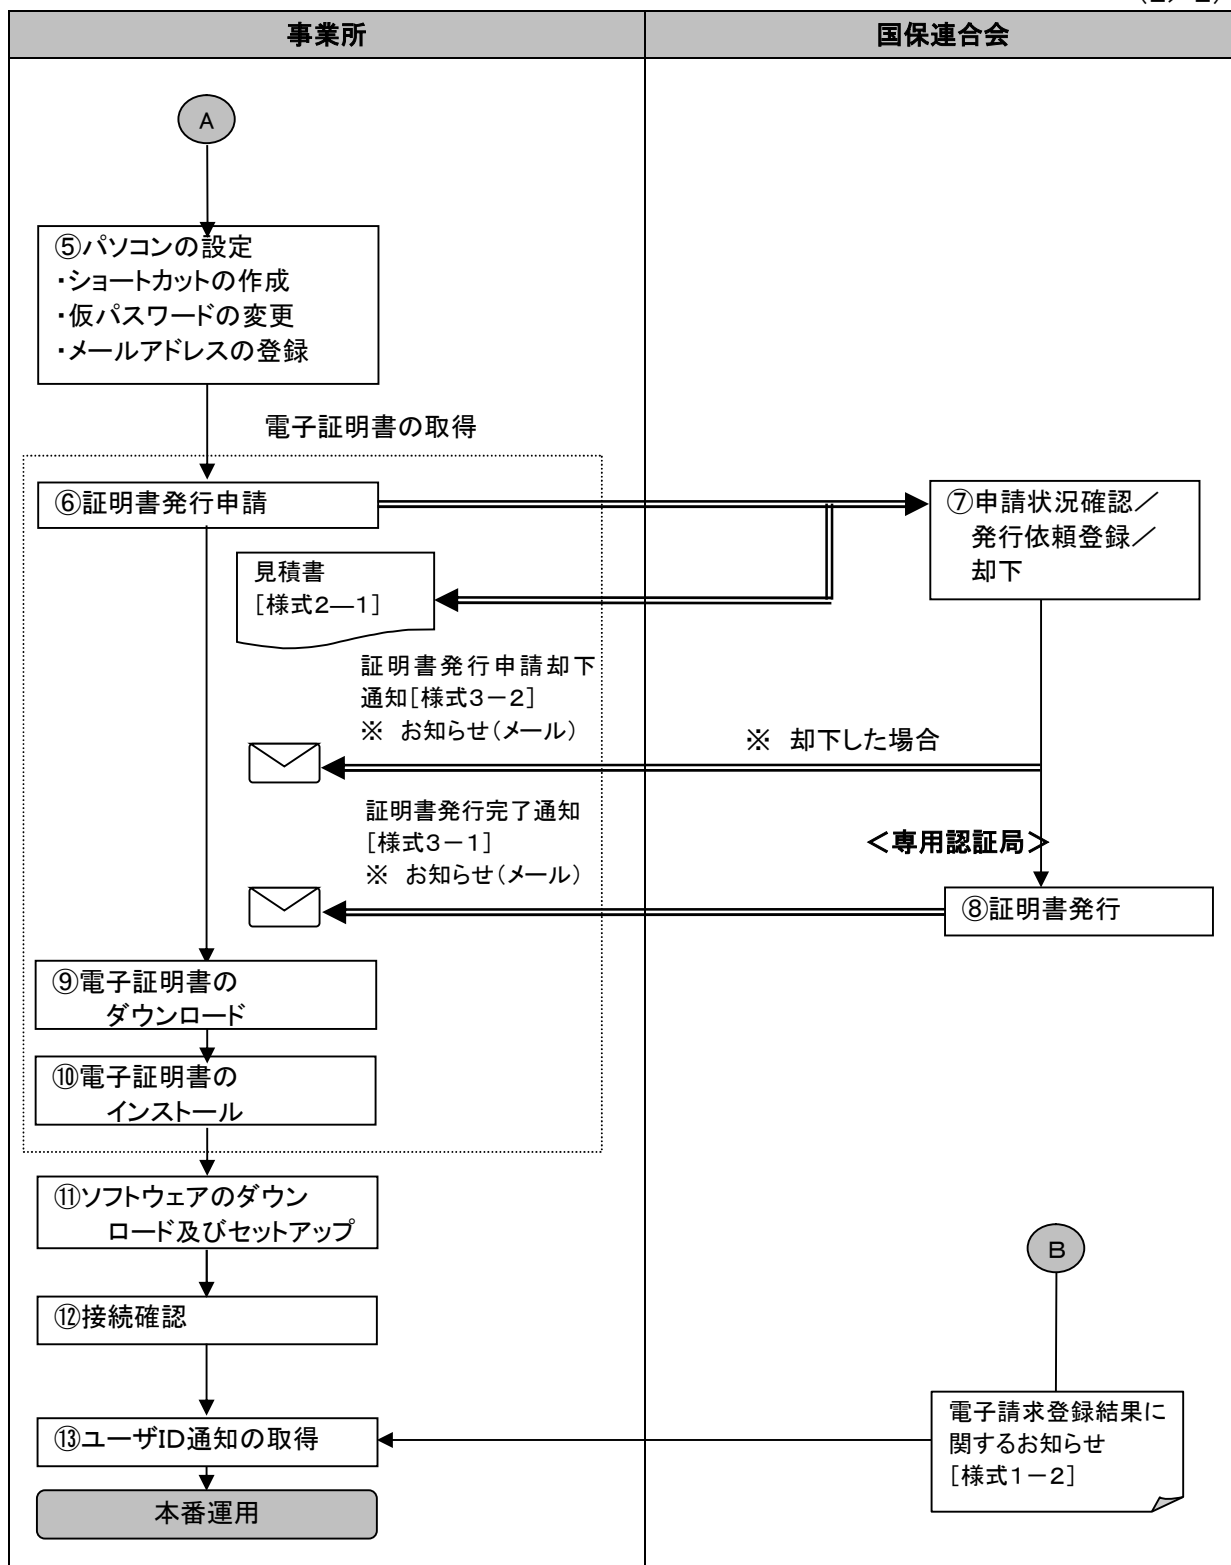 事業所
国保連合会
A
⑤パソコンの設定
・ショートカットの作成
・仮パスワードの変更
・メールアドレスの登録
電子証明書の取得
⑥証明書発行申請
⑦申請状況確認／
発行依頼登録／
却下
見積書
[様式2―1]
証明書発行申請却下
通知[様式3－2]
※ お知らせ(メール)
※ 却下した場合
証明書発行完了通知
[様式3－1]
※ お知らせ(メール)
＜専用認証局＞
⑧証明書発行
⑨電子証明書の
ダウンロード
⑩電子証明書の
インストール
⑪ソフトウェアのダウン
ロード及びセットアップ
B
⑫接続確認
電子請求登録結果に
関するお知らせ
[様式1－2]
⑬ユーザID通知の取得
本番運用